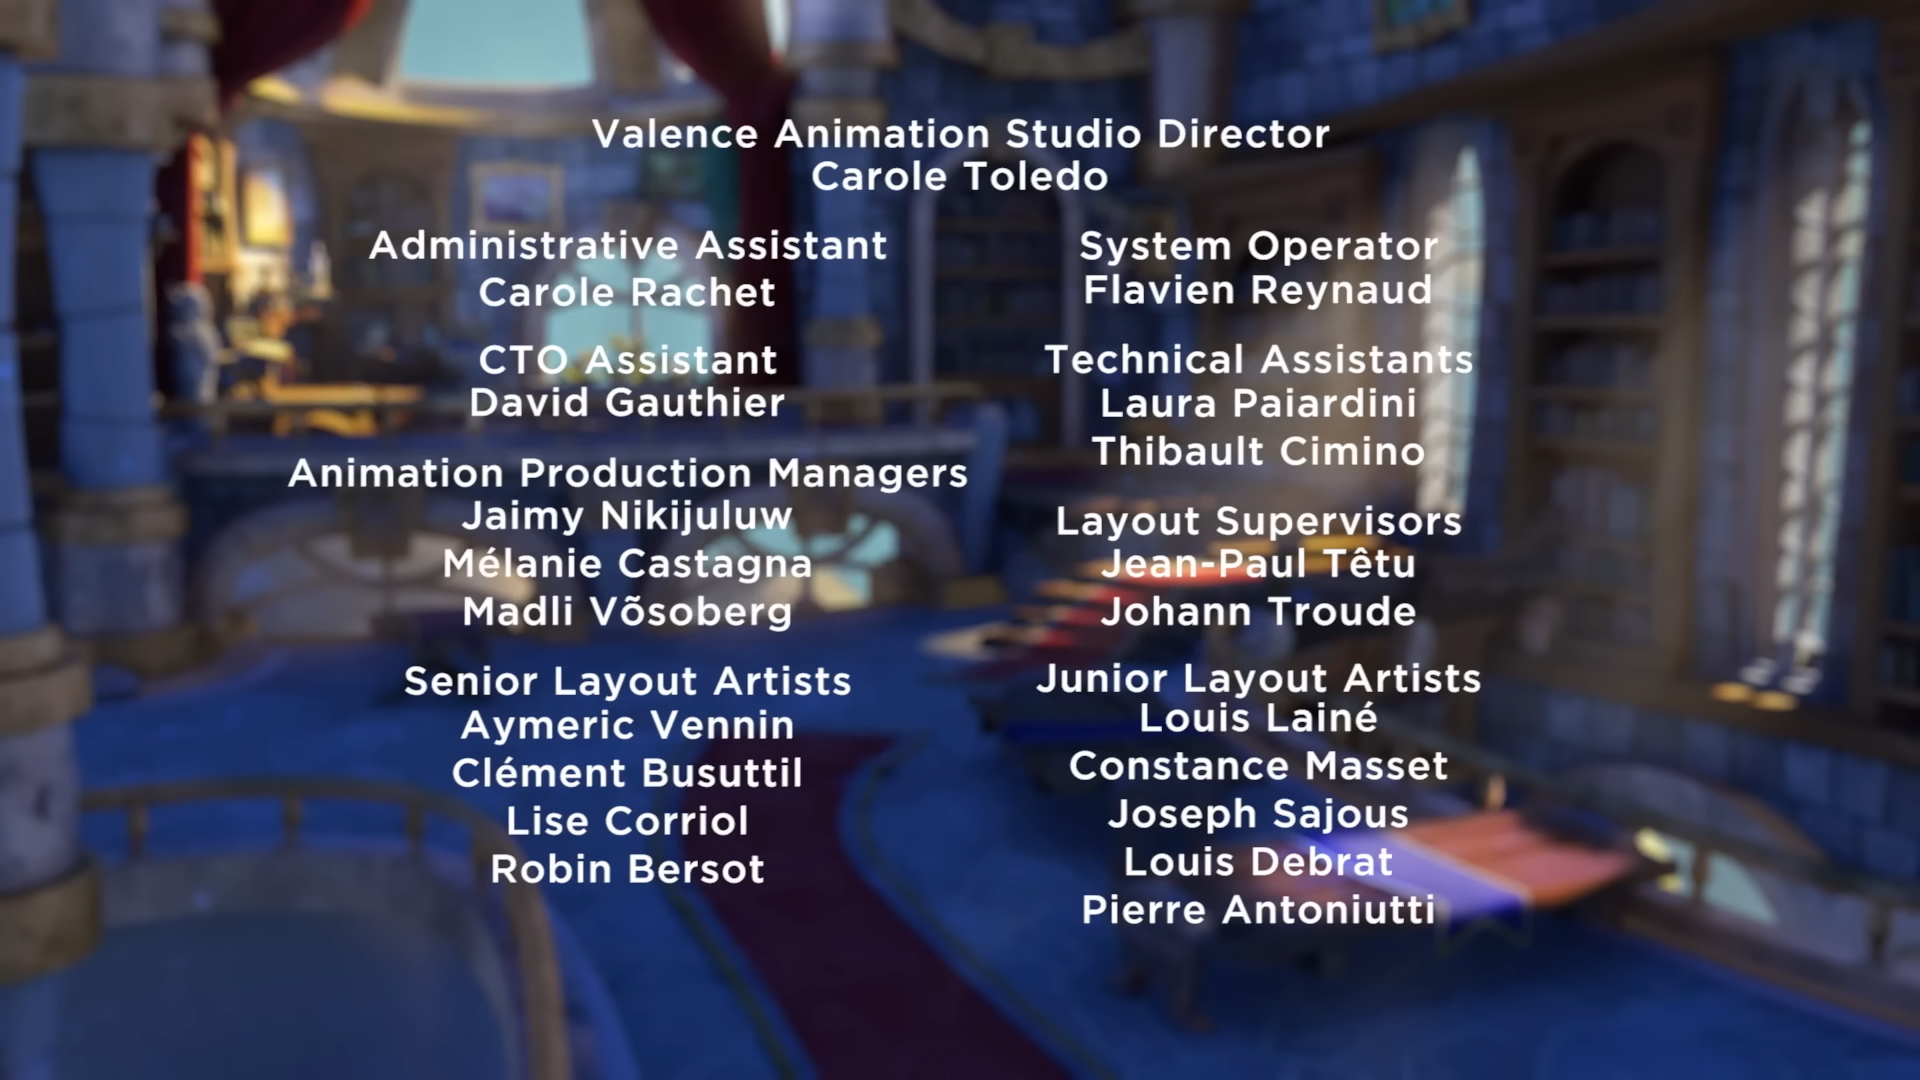 Valence Animation Studio Director
Carole Toledo
Administrative Assistant
Carole Rachet
CTO Assistant
David Gauthier
Animation Production Managers
Jaimy Nikijuluw
Mélanie Castagna
Madli Võsoberg
Senior Layout Artists
Aymeric Vennin
Clément Busuttil
Lise Corriol
Robin Bersot
System Operator
Flavien Reynaud
Technical Assistants
Laura Paiardini
Thibault Cimino
Layout Supervisors
Jean-Paul Têtu
Johann Troude
Junior Layout Artists
Louis Lainé
Constance Masset
Joseph Sajous
Louis Debrat
Pierre Antoniutti